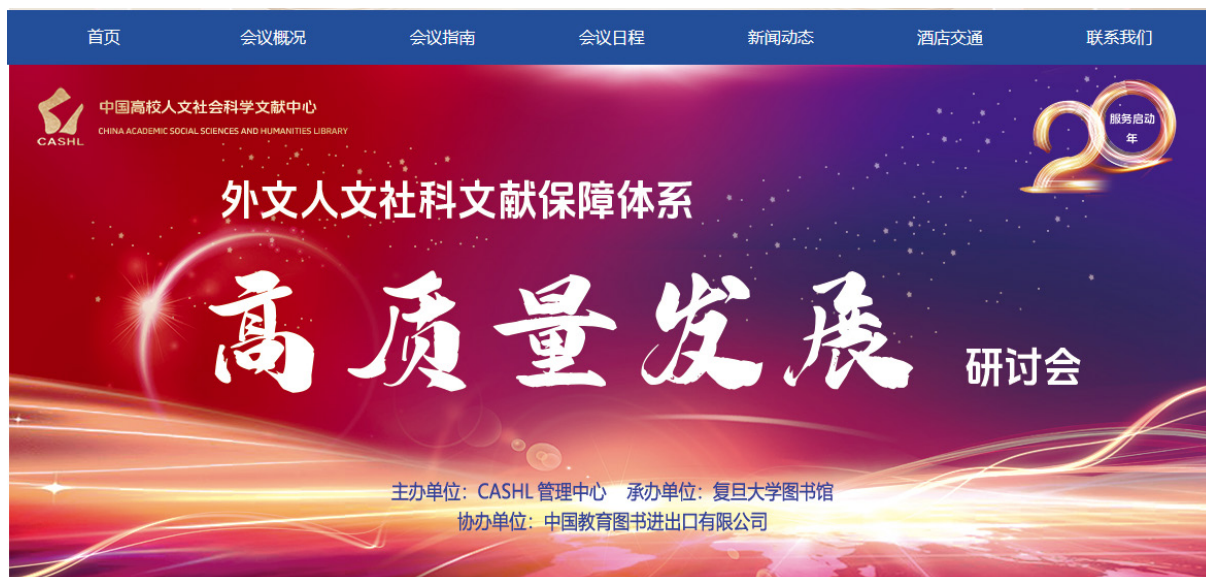 首页 会议概况 会议指南 会议日程 新闻动态 酒店交通 联系我们
中国高校人文社会科学文献中心
CHINA ACADEMIC SOCIAL SCIENCES AND HUMANITIES LIBRARY
CASHL
20
服务启动
年
外文人文社科文献保障体系
高质量发展 研讨会
主办单位：CASHL 管理中心 承办单位：复旦大学图书馆
协办单位：中国教育图书进出口有限公司